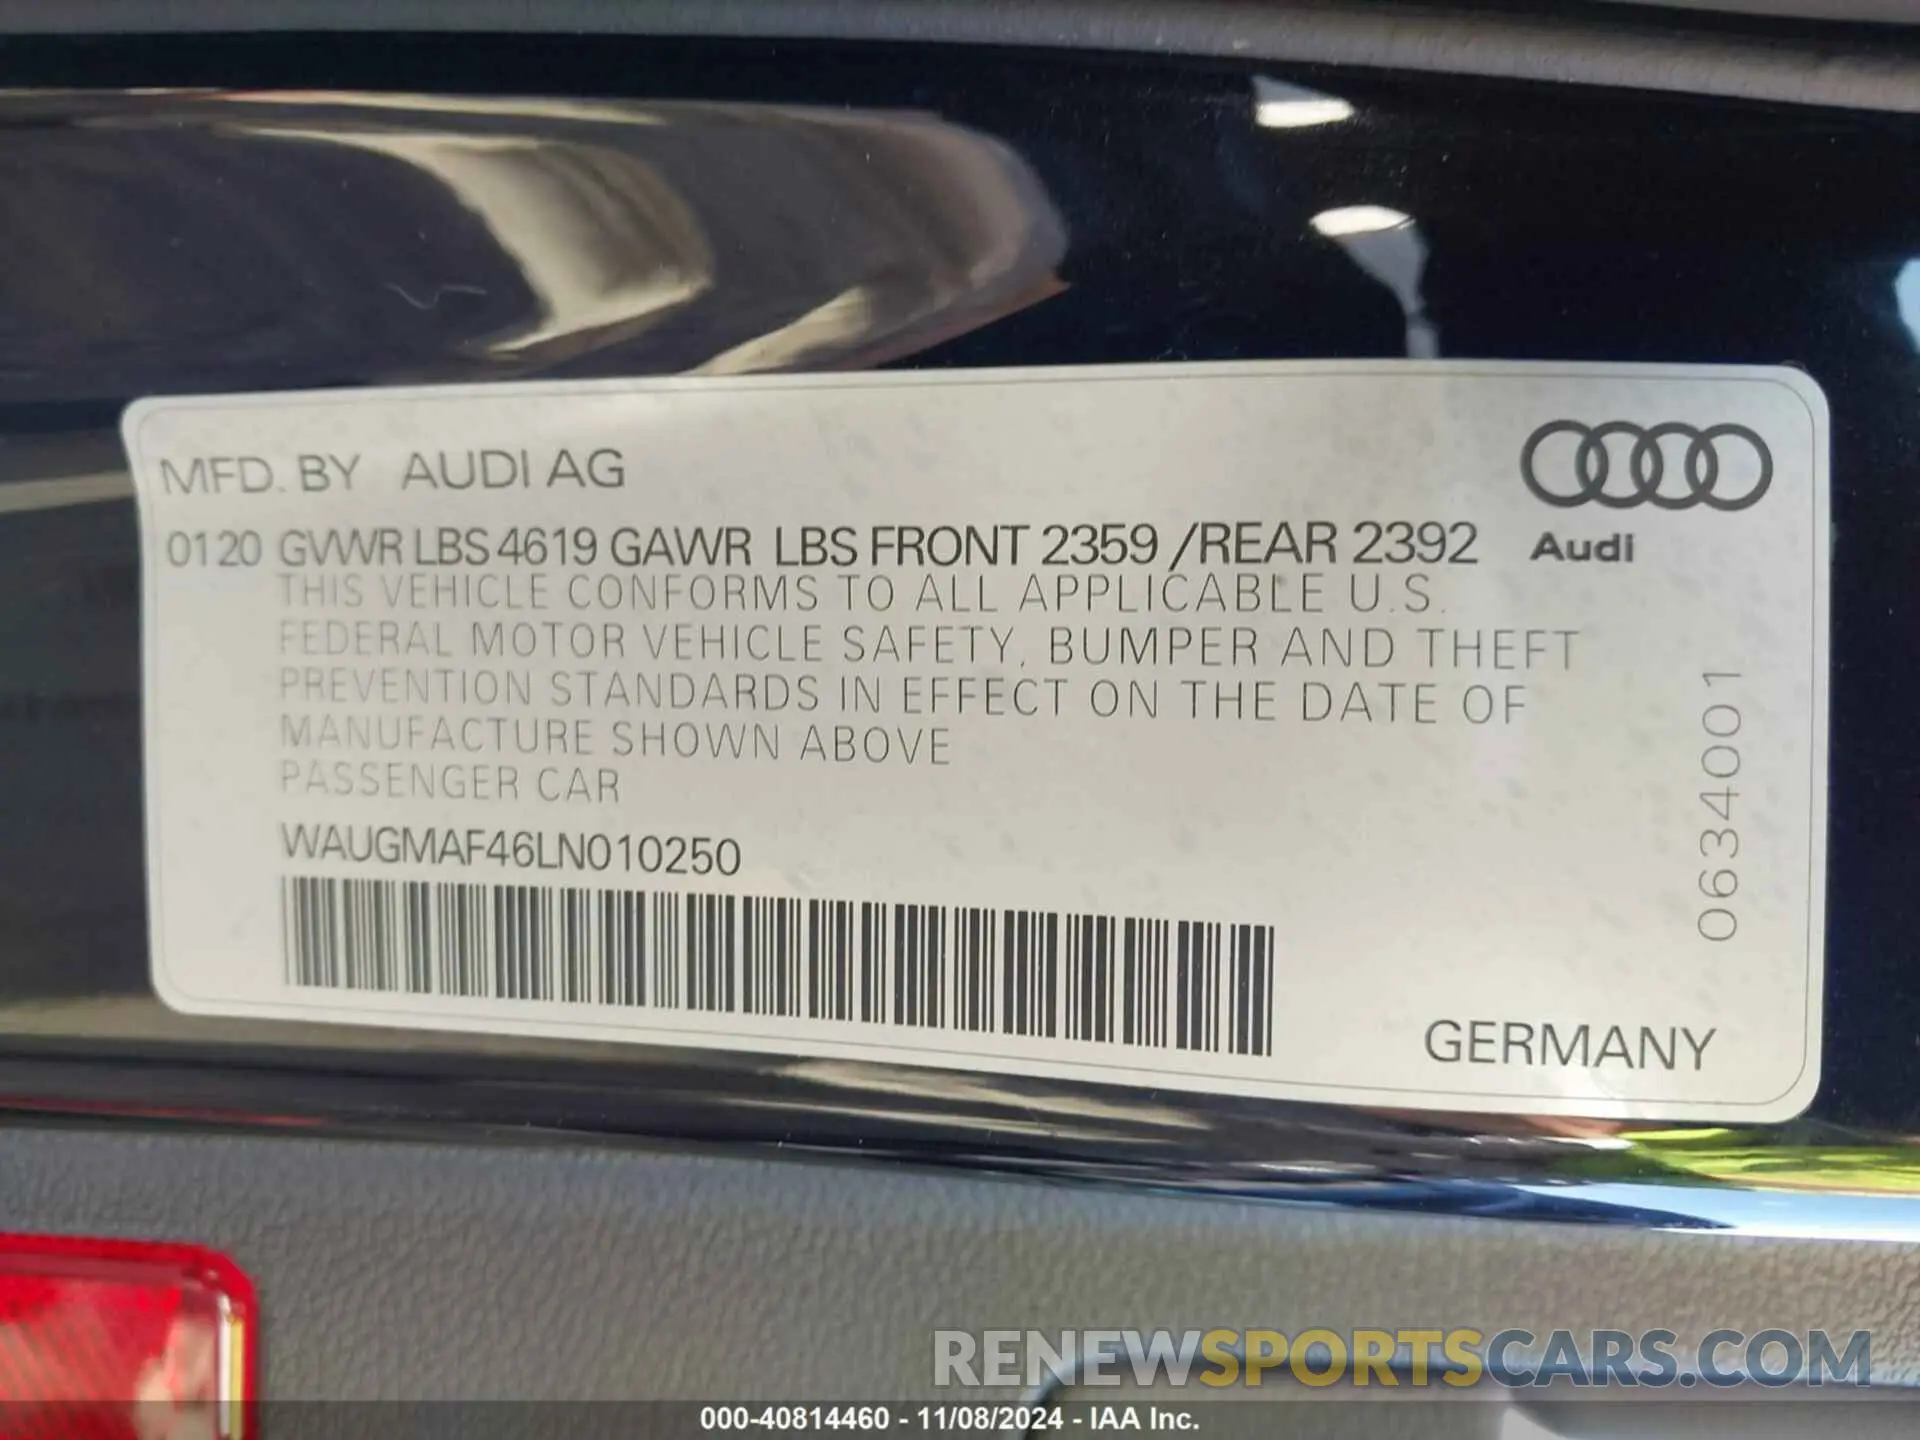 MFD. BY AUDI AG
0120 GVWR LBS 4619 GAWR LBS FRONT 2359 /REAR 2392
Audi
THIS VEHICLE CONFORMS TO ALL APPLICABLE U.S.
FEDERAL MOTOR VEHICLE SAFETY, BUMPER AND THEFT
PREVENTION STANDARDS IN EFFECT ON THE DATE OF
MANUFACTURE SHOWN ABOVE
PASSENGER CAR
WAUGMAF46LN010250
0634001
GERMANY
RENEWSPORTSCARS.COM
000-40814460 - 11/08/2024 - IAA Inc.